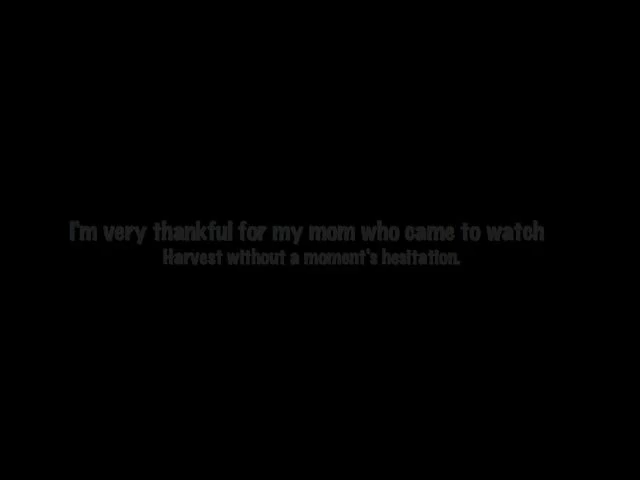 I'm very thankful for my mom who came to watch
Harvest without a moment's hesitation.